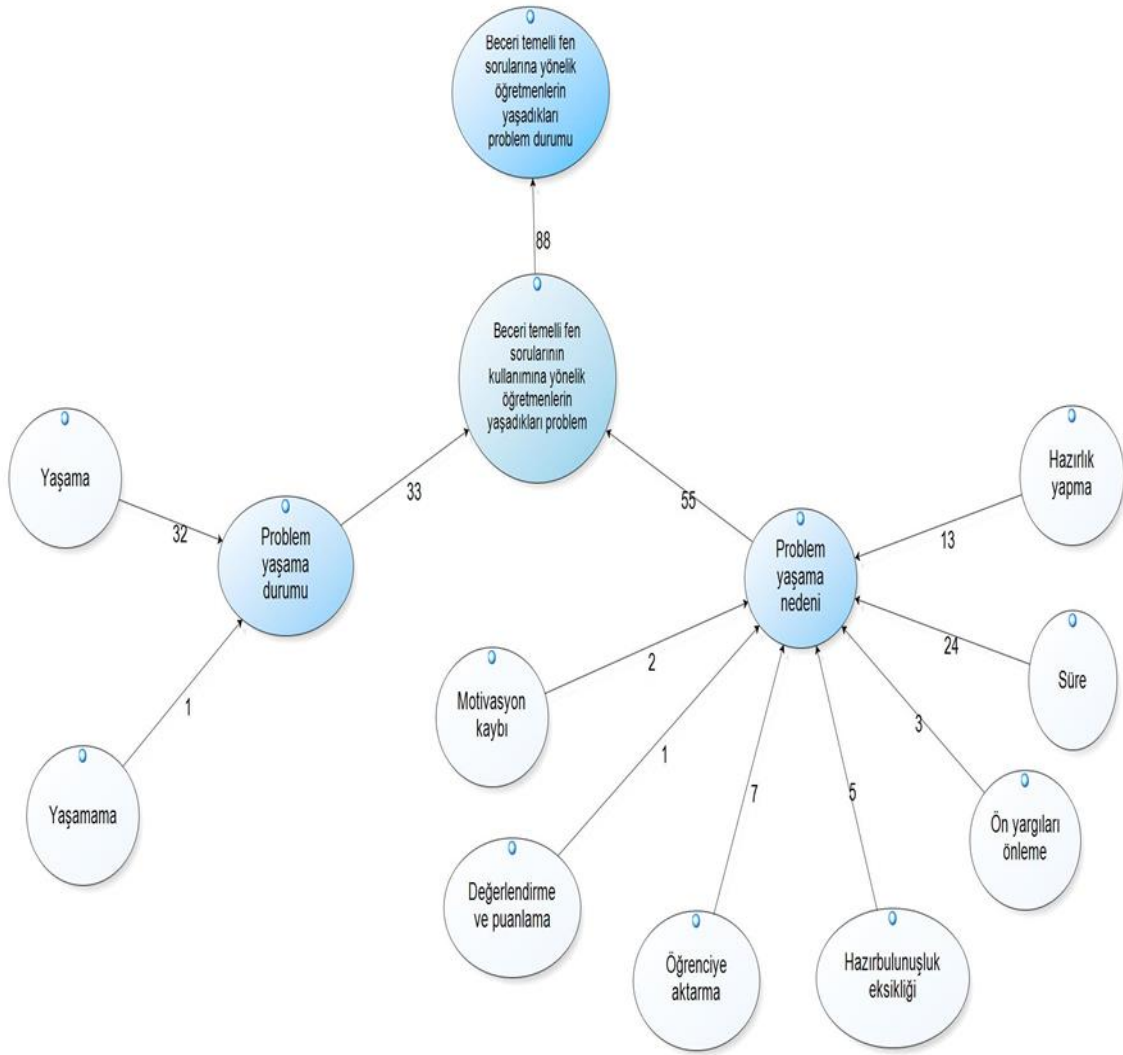 Beceri temelli fen
sorularına yönelik
öğretmenlerin
yaşadıkları
problem durumu
88
Beceri temelli fen
sorularının
kullanımına yönelik
öğretmenlerin
yaşadıkları problem
33
55
Yaşama
32
Problem
yaşama
durumu
1
Yaşamama
Problem
yaşama
nedeni
Hazırlık
yapma
13
24
Süre
3
Ön yargıları
önleme
2
Motivasyon
kaybı
1
Değerlendirme
ve puanlama
7
Öğrenciye
aktarma
5
Hazırbulunuşluk
eksikliği